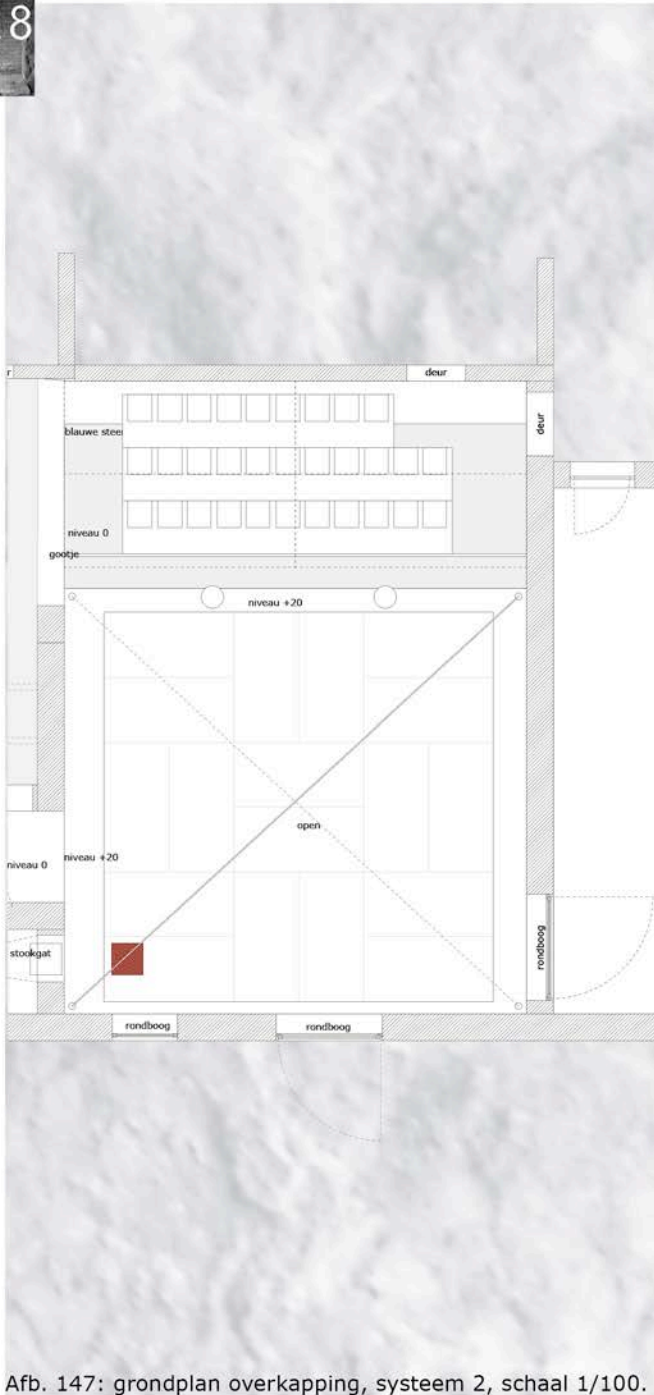 8
r
deur
deur
blauwe steen
niveau 0
gootje
niveau +20
open
niveau 0
niveau +20
stookgat
rondboog
rondboog
rondboog
Afb. 147: grondplan overkapping, systeem 2, schaal 1/100.